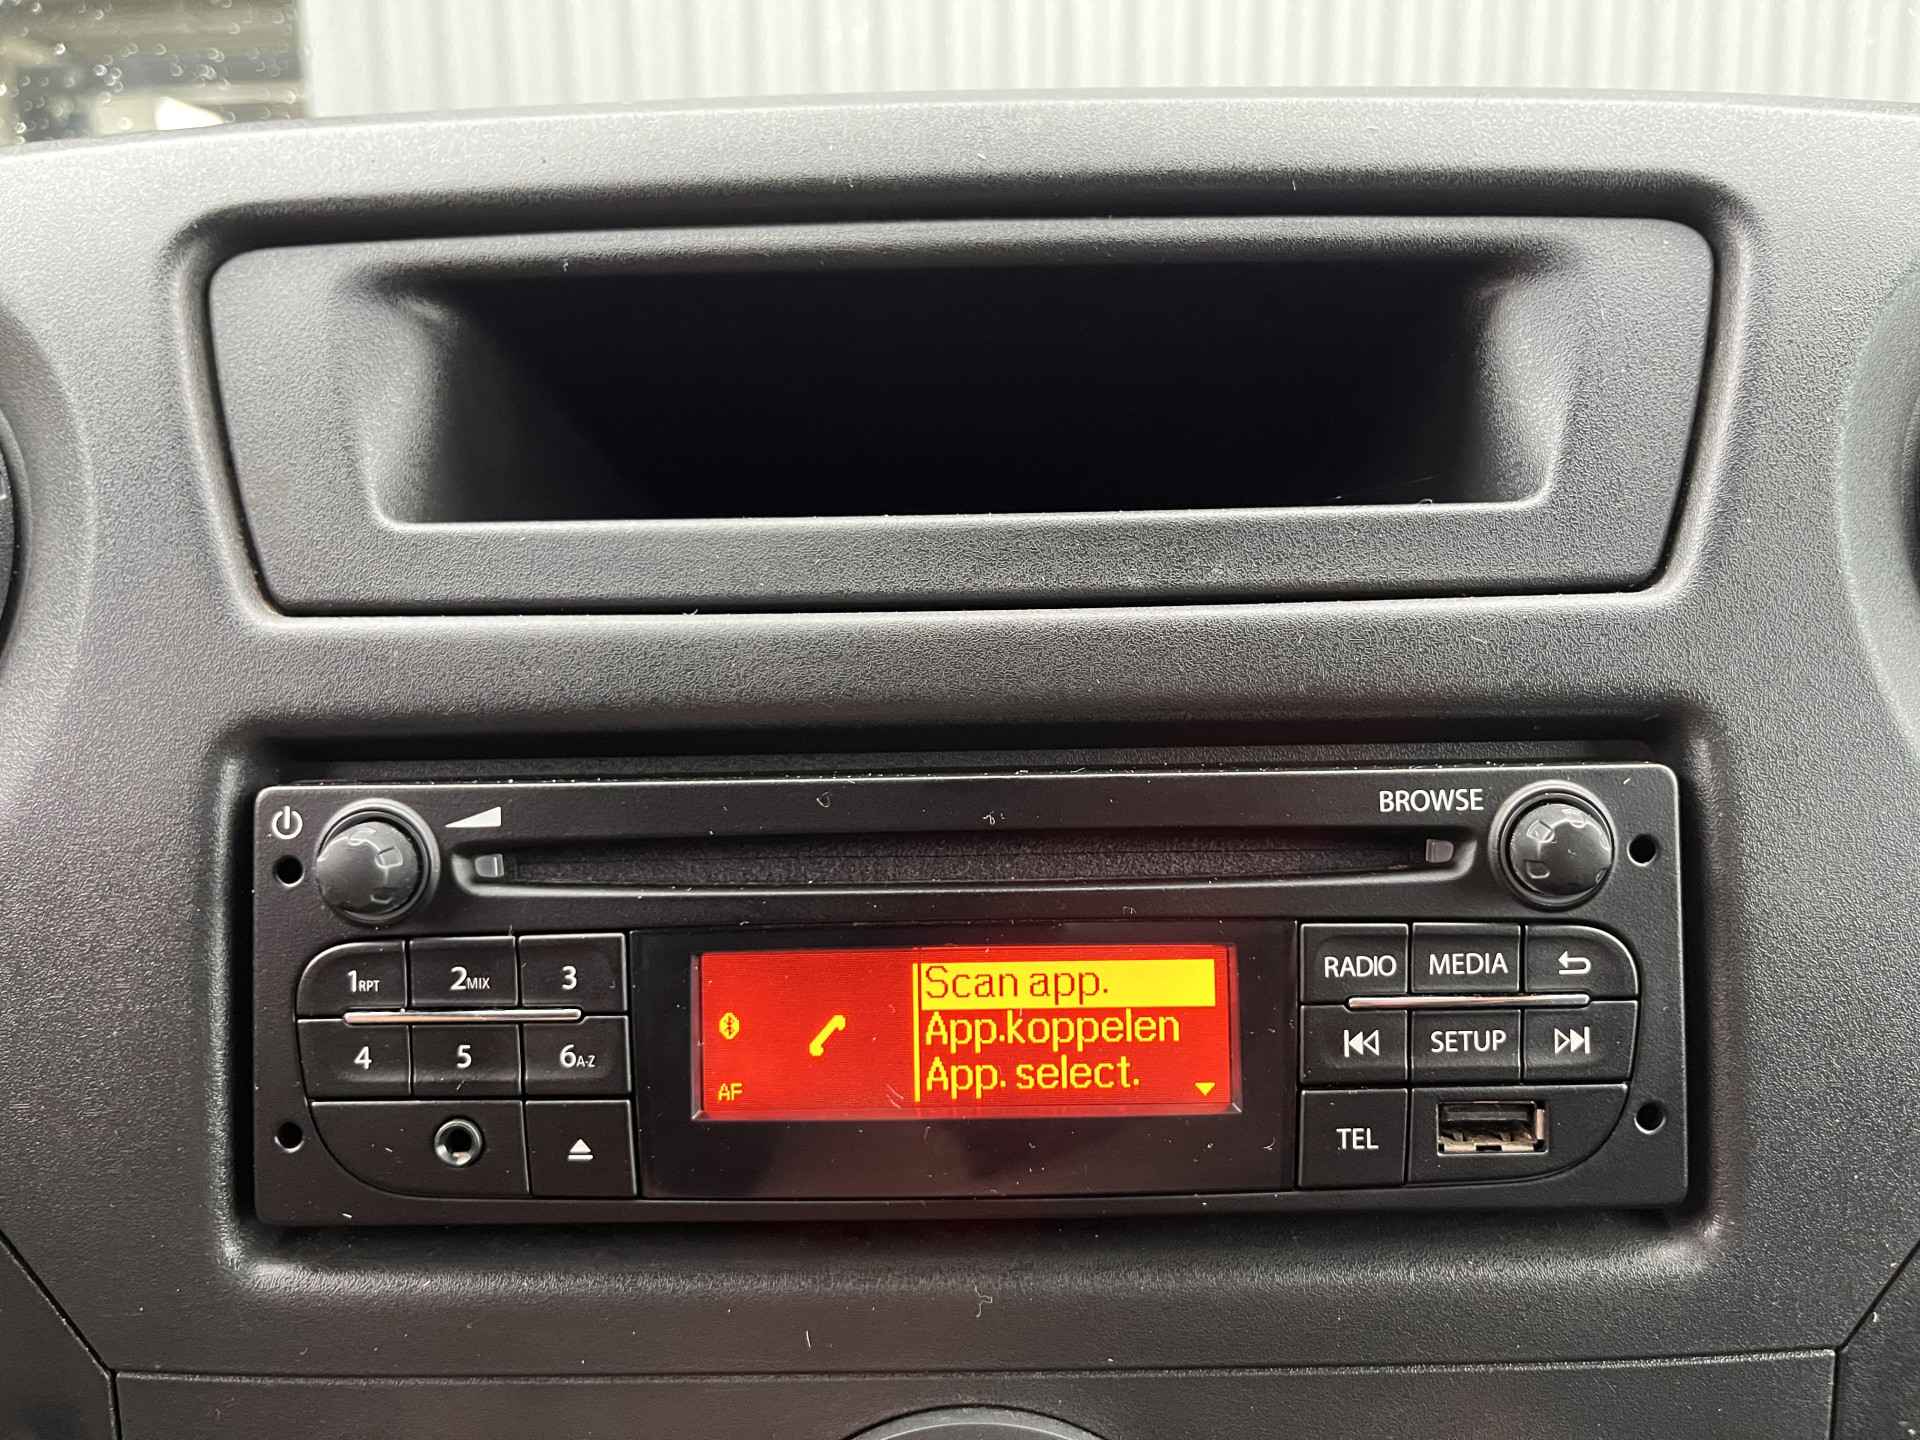 BROWSE
1RPT 2MIX 3
4 5 6A-Z
AF
Scan app.
App.koppelen
App. select.
RADIO MEDIA
SETUP
TEL